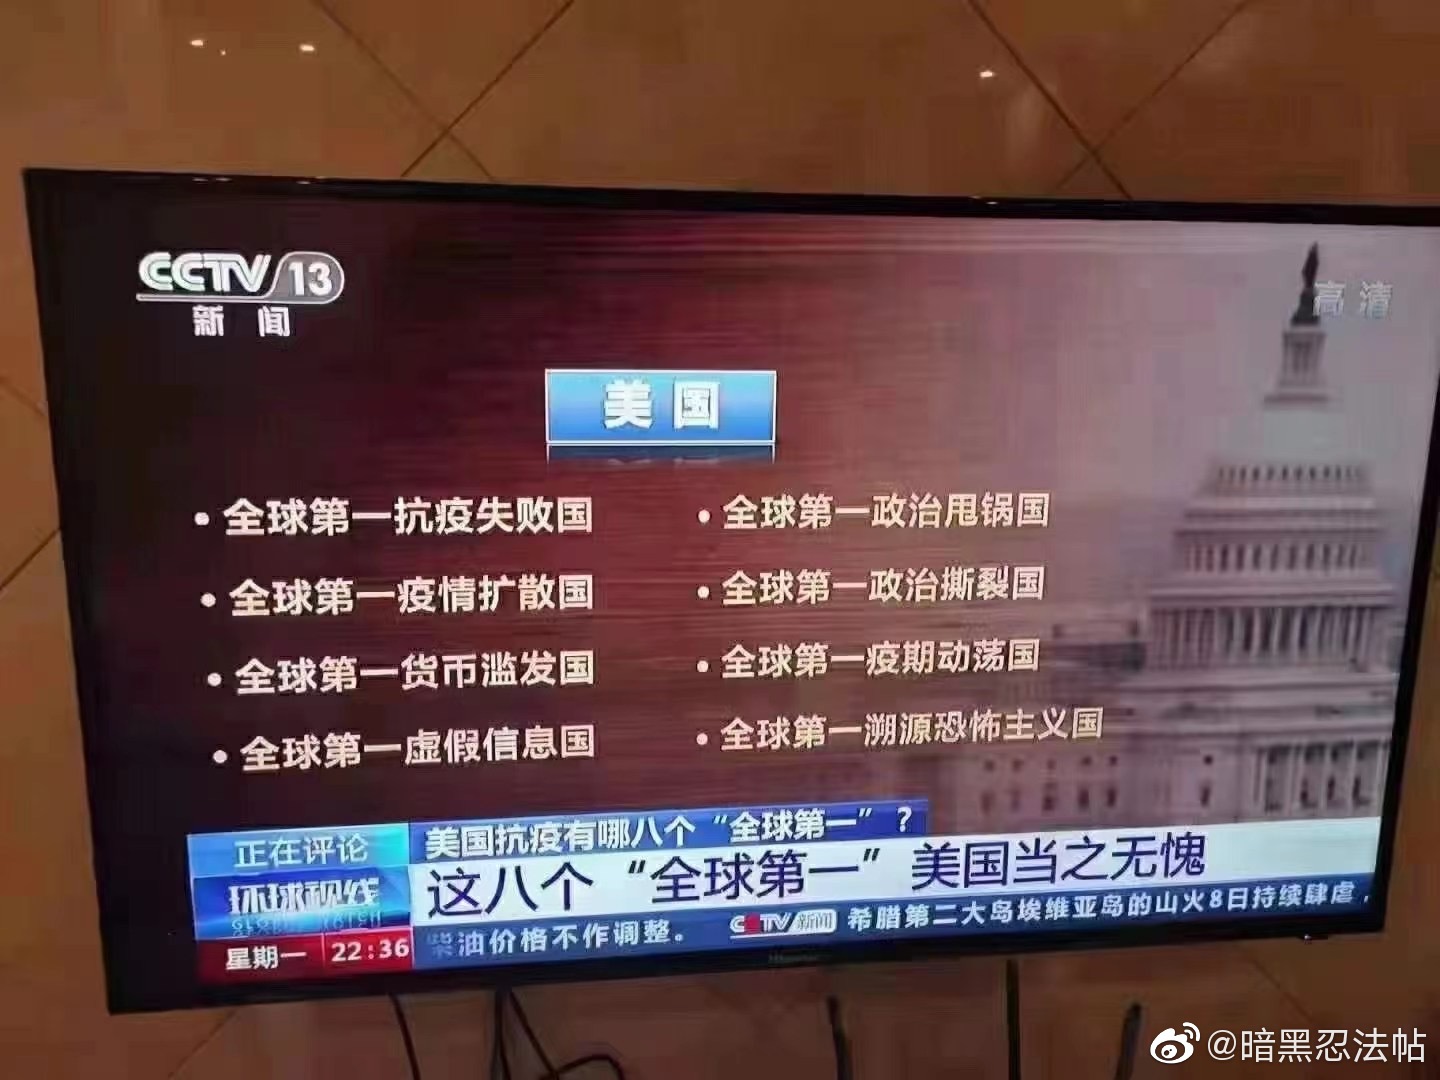 CCTV 13
新闻
高清
美国
• 全球第一抗疫失败国
• 全球第一疫情扩散国
• 全球第一货币滥发国
• 全球第一虚假信息国
• 全球第一政治甩锅国
• 全球第一政治撕裂国
• 全球第一疫期动荡国
• 全球第一溯源恐怖主义国
正在评论
美国抗疫有哪八个“全球第一”？
环球视线
这八个“全球第一”美国当之无愧
星期一 22:36
油价格不作调整。 CCTV新闻 希腊第二大岛埃维亚岛的山火8日持续肆虐，
Hisense
@暗黑忍法帖